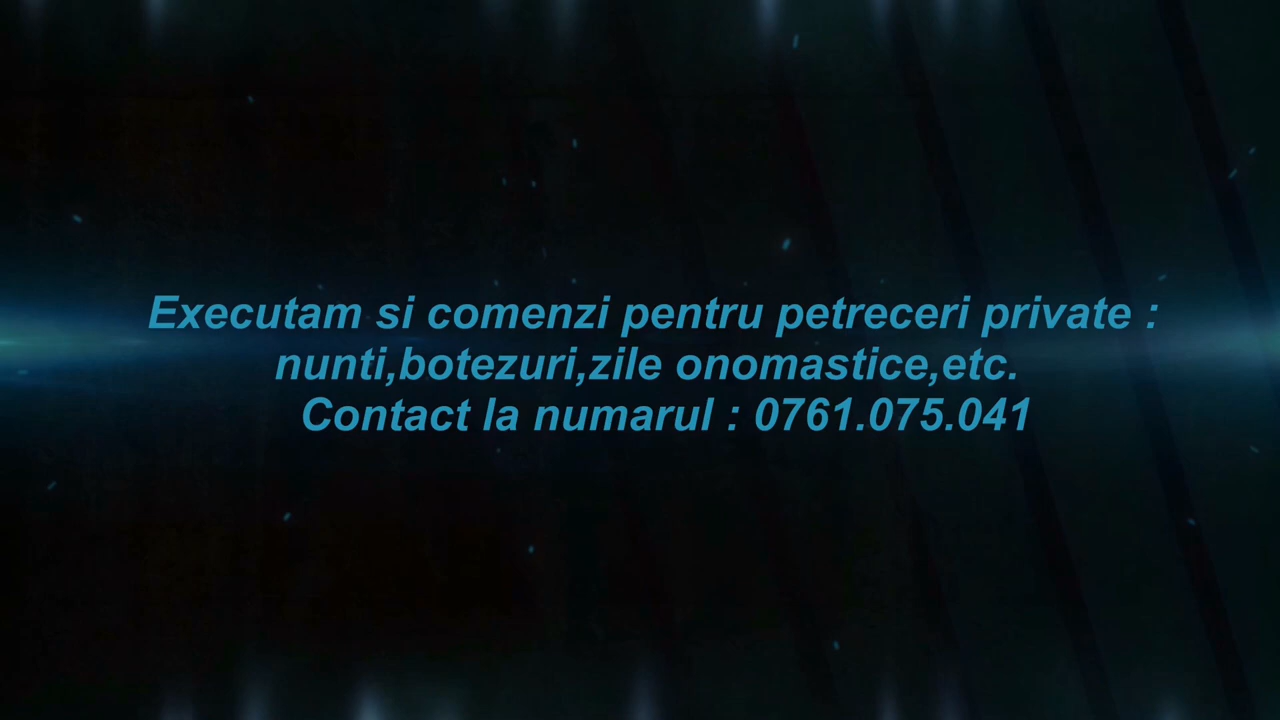 Executam si comenzi pentru petreceri private :
nunti,botezuri,zile onomastice,etc.
Contact la numarul : 0761.075.041